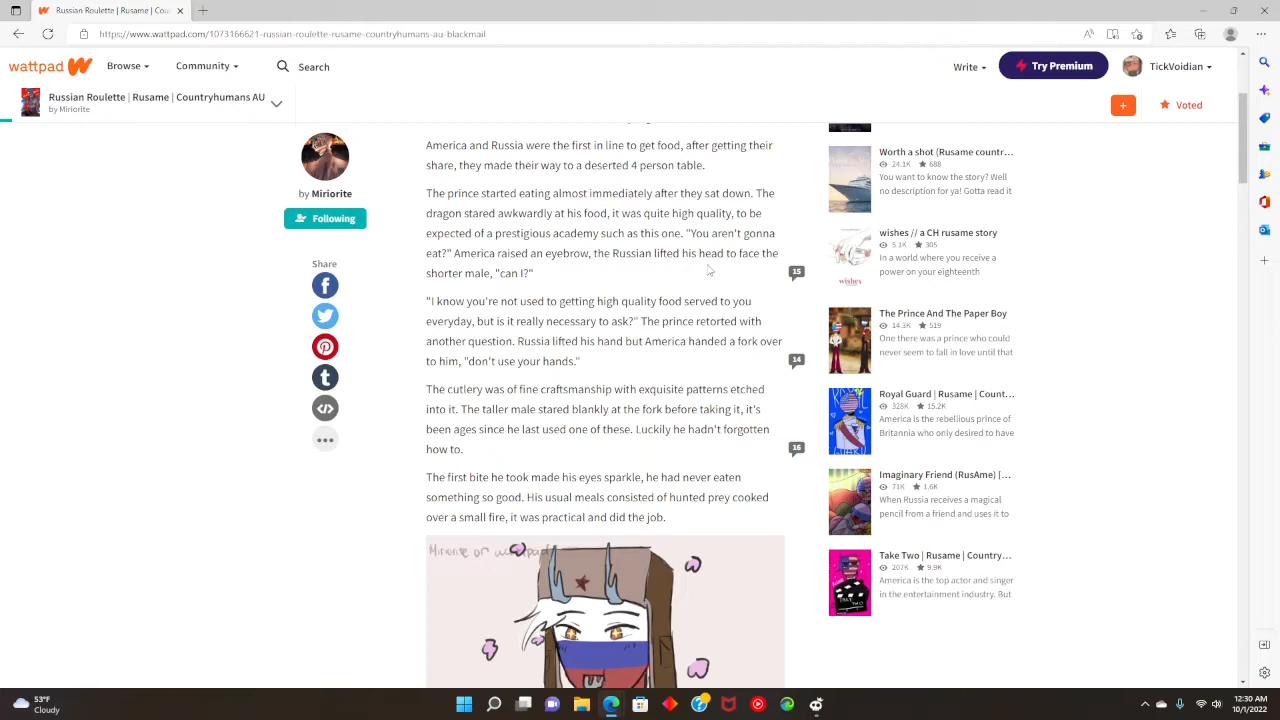 Russian Roulette | Rusame | Cou
https://www.wattpad.com/1073166621-russian-roulette-rusame-countryhumans-au-blackmail
wattpad
Browse
Community
Search
Write
Try Premium
TickVoidian
Russian Roulette | Rusame | Countryhumans AU
by Miriorite
+
Voted
by Miriorite
Following
Share
America and Russia were the first in line to get food, after getting their
share, they made their way to a deserted 4 person table.
The prince started eating almost immediately after they sat down. The
dragon stared awkwardly at his food, it was quite high quality, to be
expected of a prestigious academy such as this one. "You aren't gonna
eat?" America raised an eyebrow, the Russian lifted his head to face the
shorter male, "can I?"
15
"I know you're not used to getting high quality food served to you
everyday, but is it really necessary to ask?" The prince retorted with
another question. Russia lifted his hand but America handed a fork over
to him, "don't use your hands."
14
The cutlery was of fine craftsmanship with exquisite patterns etched
into it. The taller male stared blankly at the fork before taking it, it's
been ages since he last used one of these. Luckily he hadn't forgotten
how to.
16
The first bite he took made his eyes sparkle, he had never eaten
something so good. His usual meals consisted of hunted prey cooked
over a small fire, it was practical and did the job.
Miriorite on wattpad
Worth a shot (Rusame countr...
24.1K 688
You want to know the story? Well
no description for ya! Gotta read it
wishes // a CH rusame story
5.1K 305
In a world where you receive a
power on your eighteenth
wishes
The Prince And The Paper Boy
14.3K 519
One there was a prince who could
never seem to fall in love until that
Royal Guard | Rusame | Count...
328K 15.2K
America is the rebellious prince of
Britannia who only desired to have
Imaginary Friend (RusAme) [...
71K 1.6K
When Russia receives a magical
pencil from a friend and uses it to
Take Two | Rusame | Country...
207K 9.9K
America is the top actor and singer
in the entertainment industry. But
TAKE
TWO
53°F
Cloudy
12:30 AM
10/1/2022